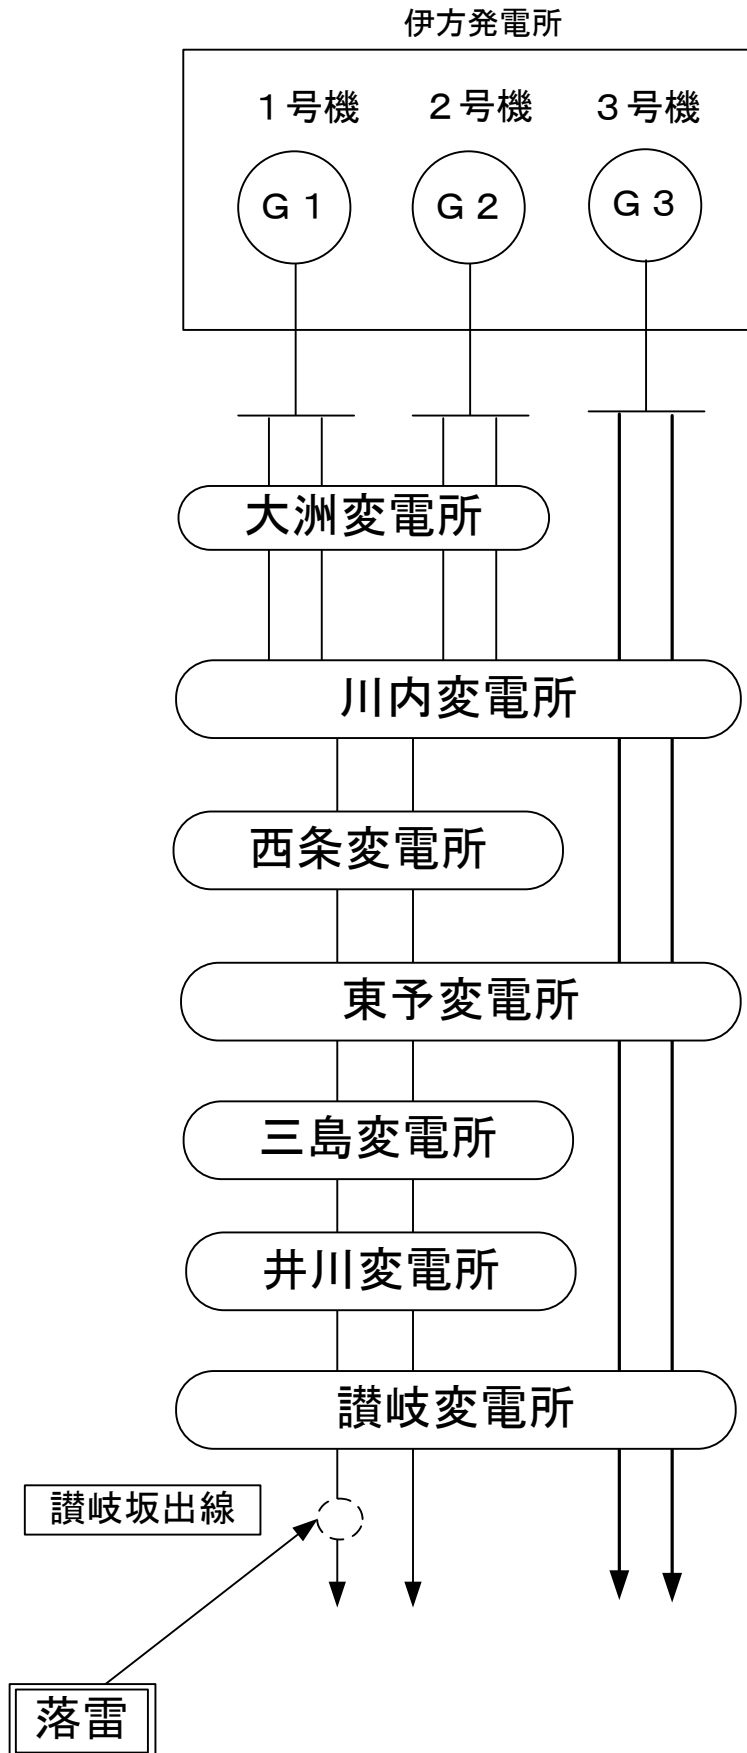 伊方発電所
１号機 ２号機 ３号機
Ｇ１ Ｇ２ Ｇ３
大洲変電所
川内変電所
西条変電所
東予変電所
三島変電所
井川変電所
讃岐変電所
讃岐坂出線
落雷